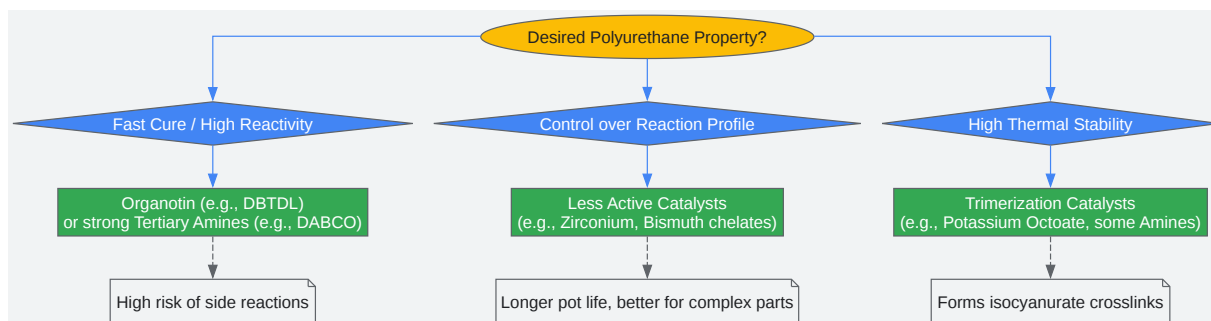 Desired Polyurethane Property?
Fast Cure / High Reactivity
Control over Reaction Profile
High Thermal Stability
Organotin (e.g., DBTDL)
or strong Tertiary Amines (e.g., DABCO)
Less Active Catalysts
(e.g., Zirconium, Bismuth chelates)
Trimerization Catalysts
(e.g., Potassium Octoate, some Amines)
High risk of side reactions
Longer pot life, better for complex parts
Forms isocyanurate crosslinks